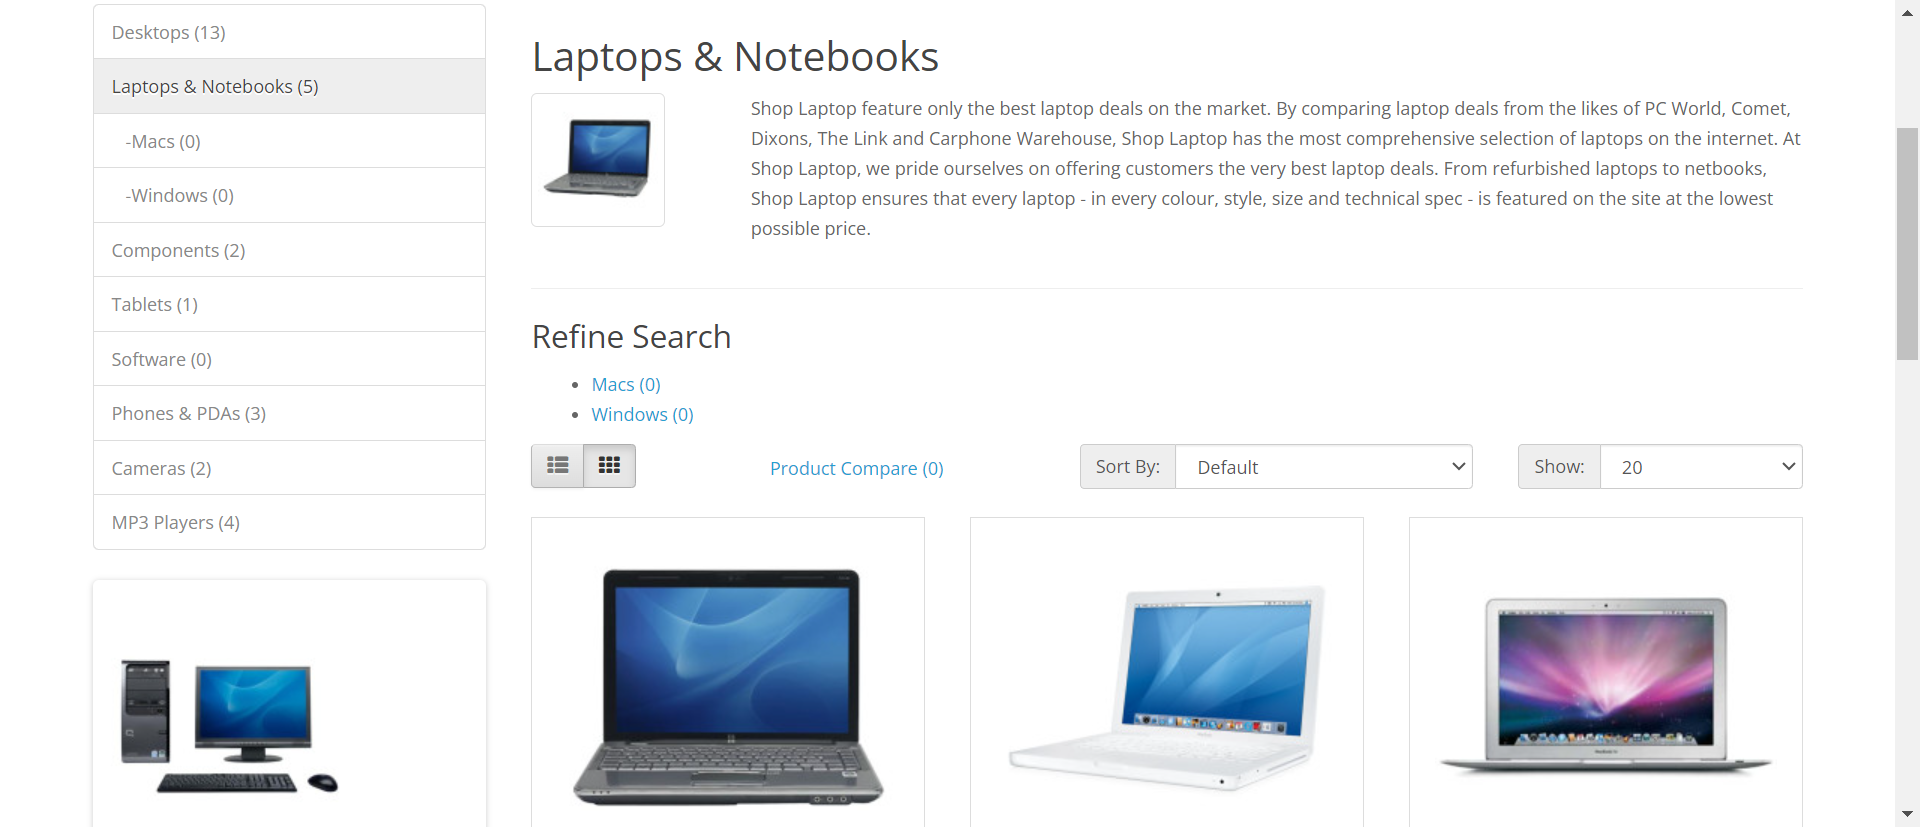 Desktops (13)
Laptops & Notebooks (5)
-Macs (0)
-Windows (0)
Components (2)
Tablets (1)
Software (0)
Phones & PDAs (3)
Cameras (2)
MP3 Players (4)
Laptops & Notebooks
Shop Laptop feature only the best laptop deals on the market. By comparing laptop deals from the likes of PC World, Comet,
Dixons, The Link and Carphone Warehouse, Shop Laptop has the most comprehensive selection of laptops on the internet. At
Shop Laptop, we pride ourselves on offering customers the very best laptop deals. From refurbished laptops to netbooks,
Shop Laptop ensures that every laptop - in every colour, style, size and technical spec - is featured on the site at the lowest
possible price.
Refine Search
Macs (0)
Windows (0)
Product Compare (0)
Sort By:
Default
Show:
20